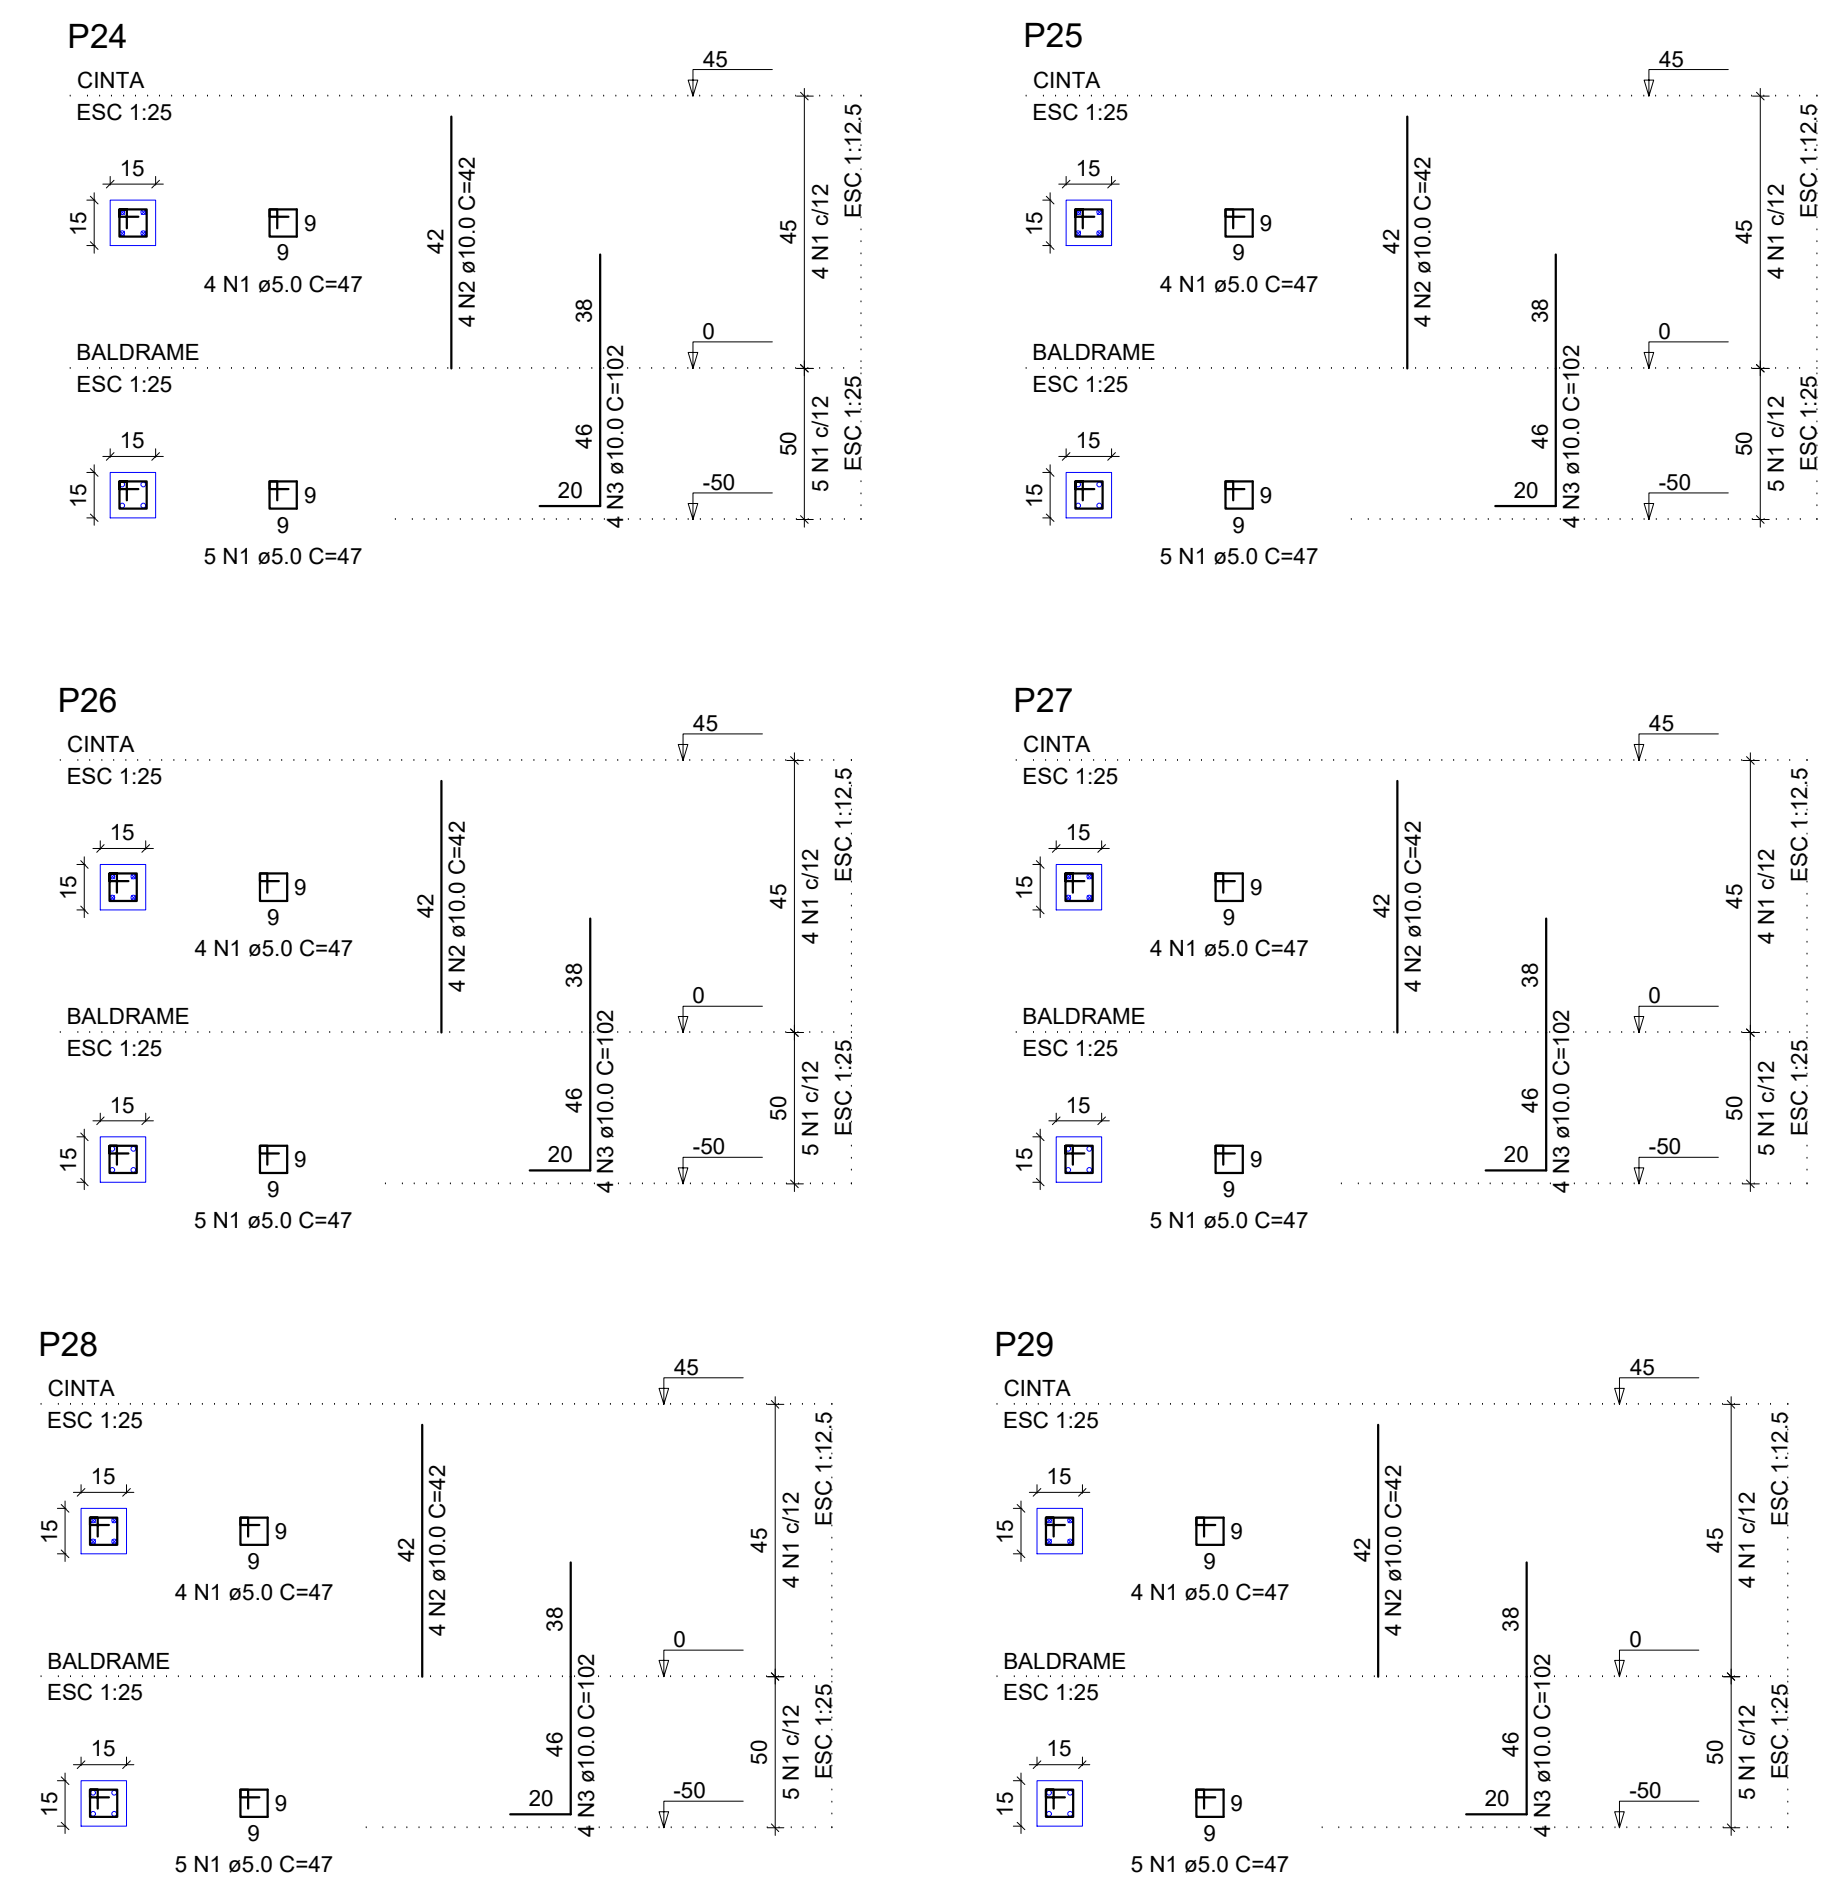 P24
CINTA
ESC 1:25
45
15
15
9
9
4 N1 ø5.0 C=47
42
4 N2 ø10.0 C=42
38
45
4 N1 c/12
ESC 1:12.5
BALDRAME
ESC 1:25
0
15
15
9
9
5 N1 ø5.0 C=47
46
20
4 N3 ø10.0 C=102
-50
50
5 N1 c/12
ESC 1:25
P25
CINTA
ESC 1:25
45
15
15
9
9
4 N1 ø5.0 C=47
42
4 N2 ø10.0 C=42
38
45
4 N1 c/12
ESC 1:12.5
BALDRAME
ESC 1:25
0
15
15
9
9
5 N1 ø5.0 C=47
46
20
4 N3 ø10.0 C=102
-50
50
5 N1 c/12
ESC 1:25
P26
CINTA
ESC 1:25
45
15
15
9
9
4 N1 ø5.0 C=47
42
4 N2 ø10.0 C=42
38
45
4 N1 c/12
ESC 1:12.5
BALDRAME
ESC 1:25
0
15
15
9
9
5 N1 ø5.0 C=47
46
20
4 N3 ø10.0 C=102
-50
50
5 N1 c/12
ESC 1:25
P27
CINTA
ESC 1:25
45
15
15
9
9
4 N1 ø5.0 C=47
42
4 N2 ø10.0 C=42
38
45
4 N1 c/12
ESC 1:12.5
BALDRAME
ESC 1:25
0
15
15
9
9
5 N1 ø5.0 C=47
46
20
4 N3 ø10.0 C=102
-50
50
5 N1 c/12
ESC 1:25
P28
CINTA
ESC 1:25
45
15
15
9
9
4 N1 ø5.0 C=47
42
4 N2 ø10.0 C=42
38
45
4 N1 c/12
ESC 1:12.5
BALDRAME
ESC 1:25
0
15
15
9
9
5 N1 ø5.0 C=47
46
20
4 N3 ø10.0 C=102
-50
50
5 N1 c/12
ESC 1:25
P29
CINTA
ESC 1:25
45
15
15
9
9
4 N1 ø5.0 C=47
42
4 N2 ø10.0 C=42
38
45
4 N1 c/12
ESC 1:12.5
BALDRAME
ESC 1:25
0
15
15
9
9
5 N1 ø5.0 C=47
46
20
4 N3 ø10.0 C=102
-50
50
5 N1 c/12
ESC 1:25